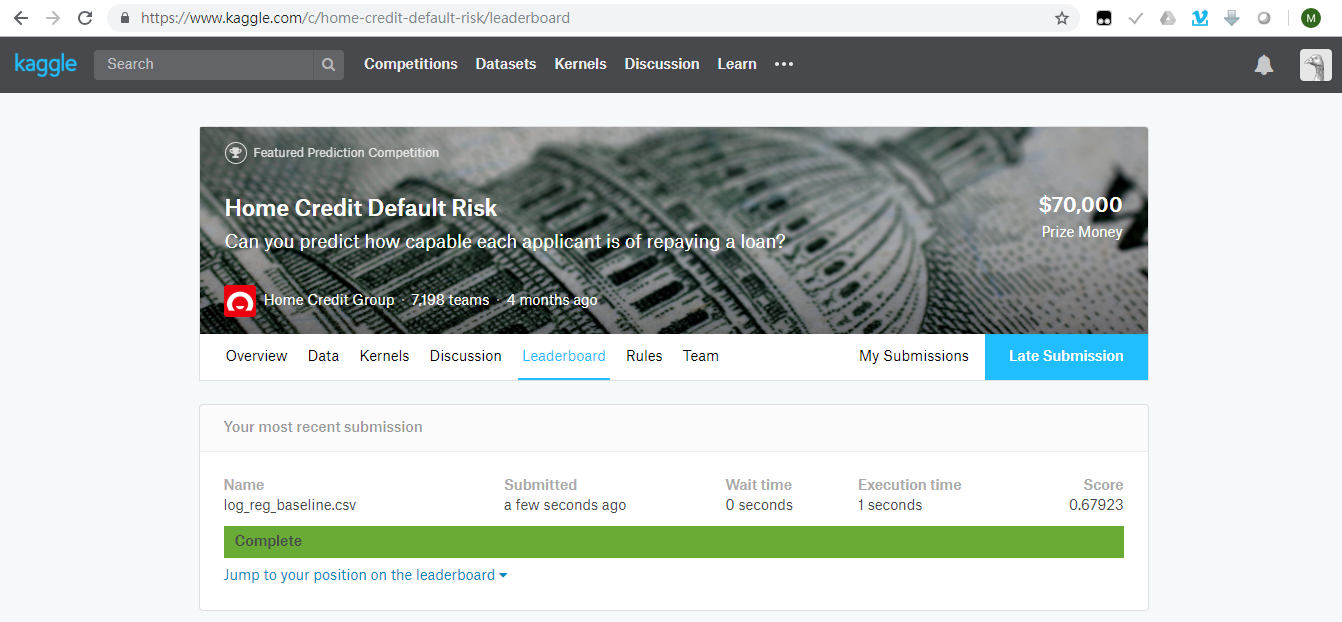 https://www.kaggle.com/c/home-credit-default-risk/leaderboard
M
kaggle Search Competitions Datasets Kernels Discussion Learn
Featured Prediction Competition
Home Credit Default Risk
$70,000
Can you predict how capable each applicant is of repaying a loan?
Prize Money
Home Credit Group · 7,198 teams · 4 months ago
Overview Data Kernels Discussion Leaderboard Rules Team My Submissions Late Submission
Your most recent submission
Name Submitted Wait time Execution time Score
log_reg_baseline.csv a few seconds ago 0 seconds 1 seconds 0.67923
Complete
Jump to your position on the leaderboard